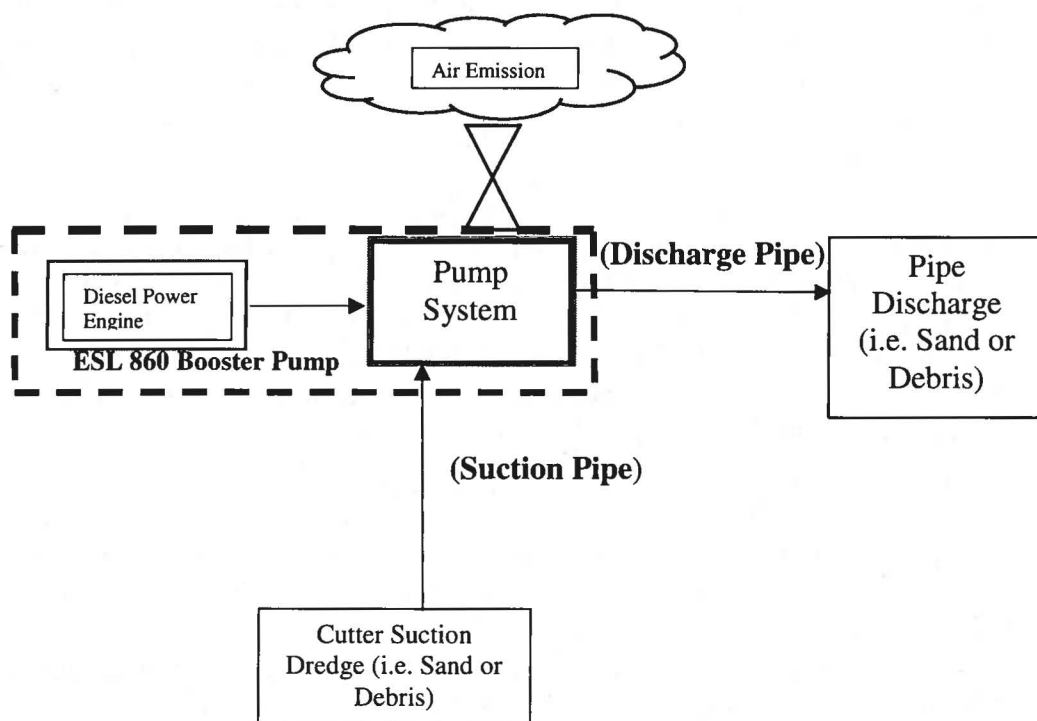 Air Emission
(Discharge Pipe)
Pump
System
Pipe
Discharge
(i.e. Sand or
Debris)
Diesel Power
Engine
ESL 860 Booster Pump
(Suction Pipe)
Cutter Suction
Dredge (i.e. Sand or
Debris)